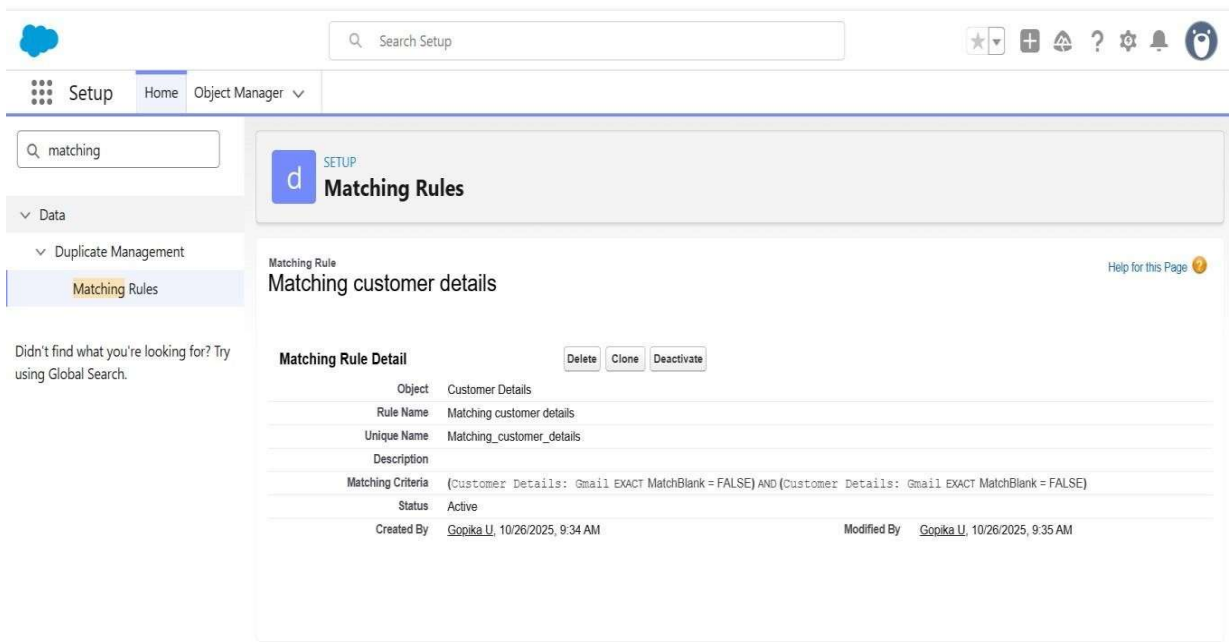 Search Setup
Setup Home Object Manager
matching
SETUP
Matching Rules
d
Data
Duplicate Management
Matching Rules
Didn't find what you're looking for? Try
using Global Search.
Matching Rule
Matching customer details
Help for this Page ?
Matching Rule Detail Delete Clone Deactivate
Object Customer Details
Rule Name Matching customer details
Unique Name Matching_customer_details
Description
Matching Criteria (Customer Details: Gmail EXACT MatchBlank = FALSE) AND (Customer Details: Gmail EXACT MatchBlank = FALSE)
Status Active
Created By Gopika U, 10/26/2025, 9:34 AM Modified By Gopika U, 10/26/2025, 9:35 AM